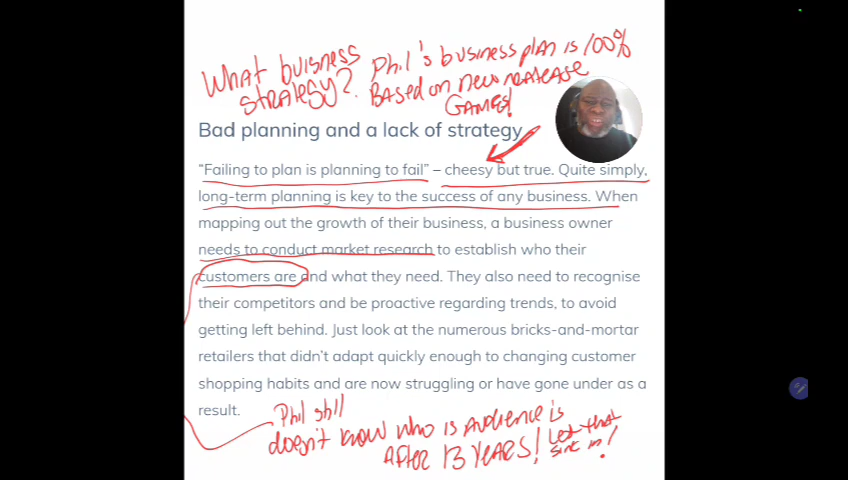 What buisness Phil's business plan is 100%
strategy? Based on new release
Games!
Bad planning and a lack of strategy
“Failing to plan is planning to fail” – cheesy but true. Quite simply,
long-term planning is key to the success of any business. When
mapping out the growth of their business, a business owner
needs to conduct market research to establish who their
customers are and what they need. They also need to recognise
their competitors and be proactive regarding trends, to avoid
getting left behind. Just look at the numerous bricks-and-mortar
retailers that didn’t adapt quickly enough to changing customer
shopping habits and are now struggling or have gone under as a
result.
Phil still
doesn't know who is audience is
After 13 years! Let that
sink in!